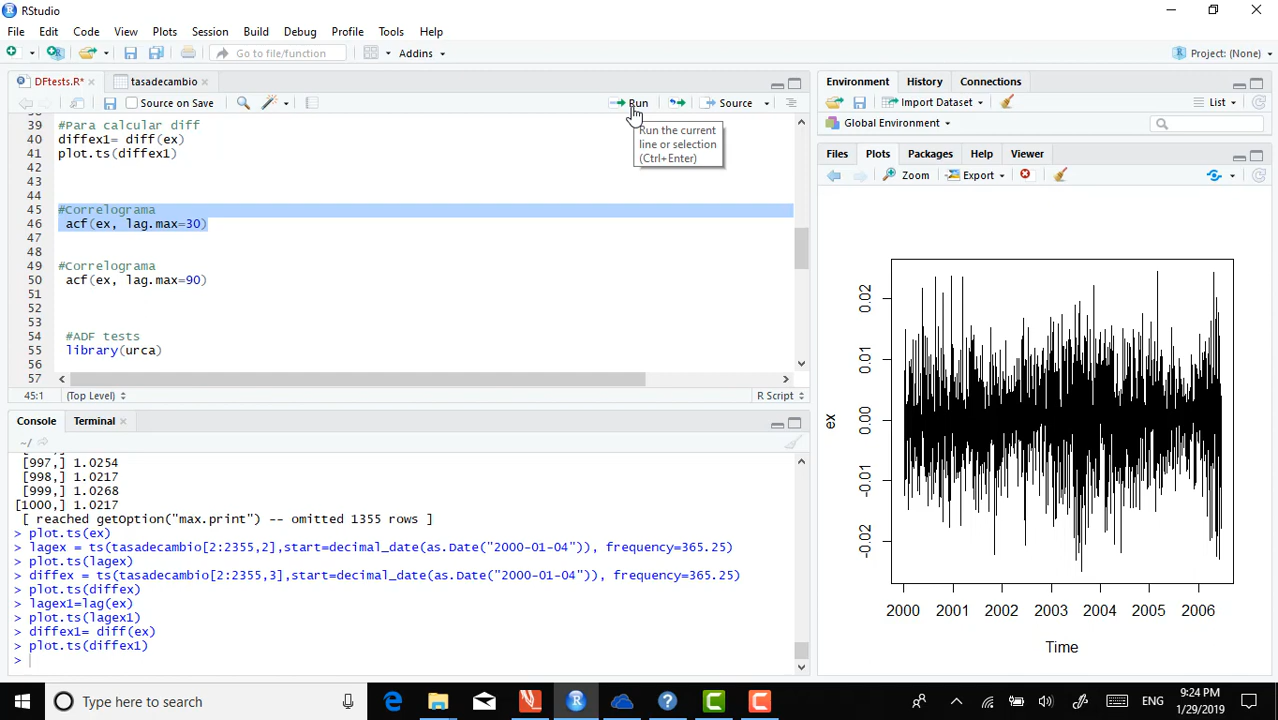 RStudio
File Edit Code View Plots Session Build Debug Profile Tools Help
Go to file/function Addins Project: (None)
DFtests.R* tasadecambio
Source on Save Run Source
39 #Para calcular diff
40 diffex1= diff(ex)
41 plot.ts(diffex1)
42
43
44
45 #Correlograma
46 acf(ex, lag.max=30)
47
48
49 #Correlograma
50 acf(ex, lag.max=90)
51
52
53
54 #ADF tests
55 library(urca)
56
57
Run the current
line or selection
(Ctrl+Enter)
45:1 (Top Level) R Script
Console Terminal
~/
[997,] 1.0254
[998,] 1.0217
[999,] 1.0268
[1000,] 1.0217
[ reached getOption("max.print") -- omitted 1355 rows ]
> plot.ts(ex)
> lagex = ts(tasadecambio[2:2355,2],start=decimal_date(as.Date("2000-01-04")), frequency=365.25)
> plot.ts(lagex)
> diffex = ts(tasadecambio[2:2355,3],start=decimal_date(as.Date("2000-01-04")), frequency=365.25)
> plot.ts(diffex)
> lagex1=lag(ex)
> plot.ts(lagex1)
> diffex1= diff(ex)
> plot.ts(diffex1)
>
Environment History Connections
Import Dataset List
Global Environment
Files Plots Packages Help Viewer
Zoom Export
0.02
0.01
0.00
-0.01
-0.02
ex
2000 2001 2002 2003 2004 2005 2006
Time
Type here to search
ENG
9:24 PM
1/29/2019